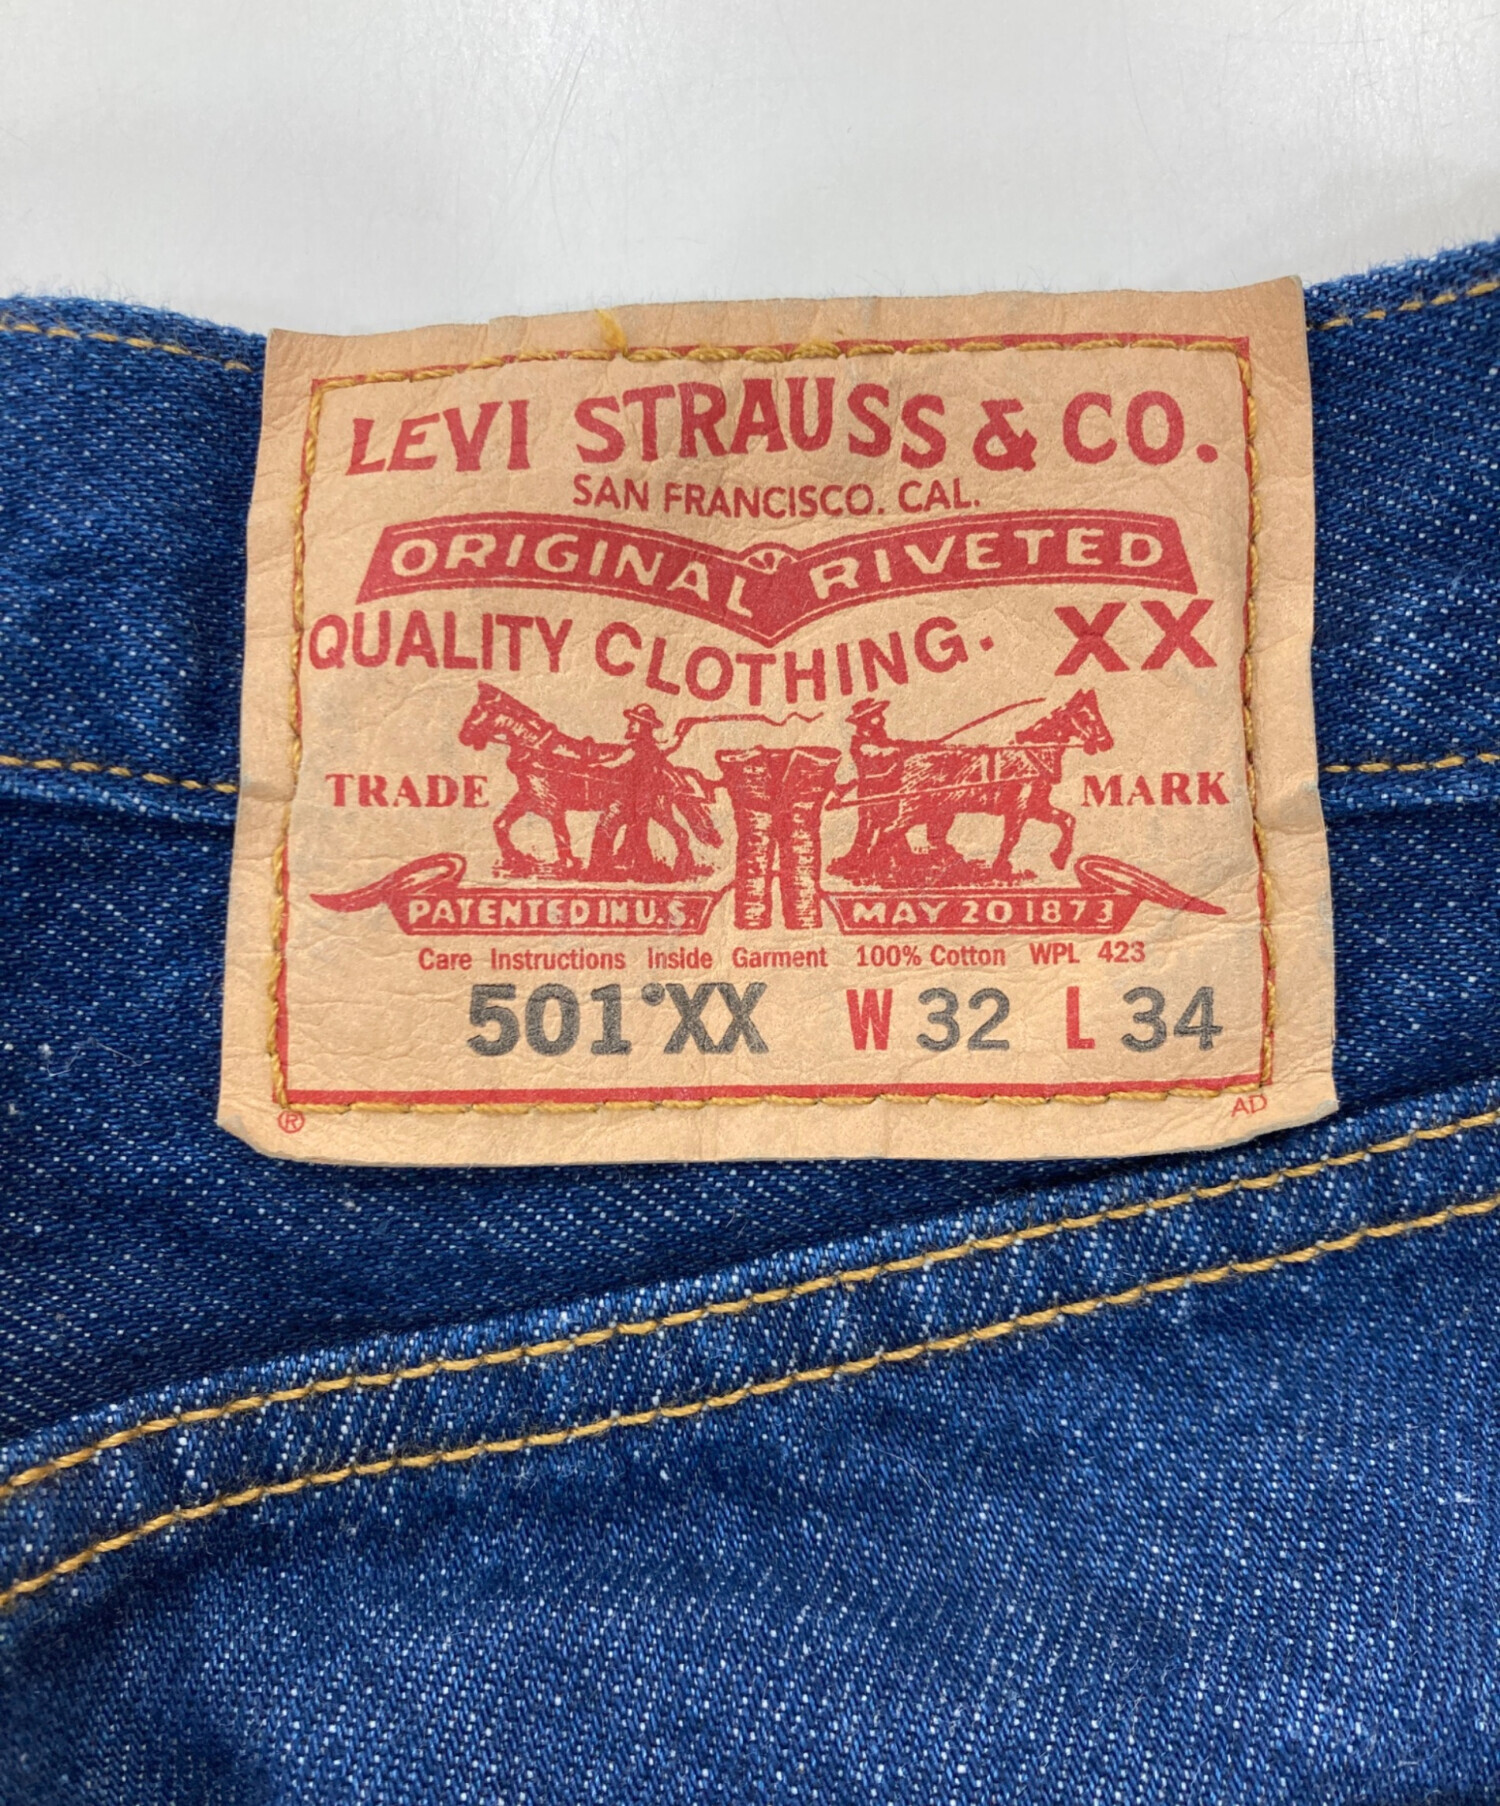 LEVI STRAUSS & CO.
SAN FRANCISCO. CAL.
ORIGINAL RIVETED
QUALITY CLOTHING. XX
TRADE MARK
PATENTED IN U.S. MAY 20 1873
Care Instructions Inside Garment 100% Cotton WPL 423
501®XX W 32 L 34
® AD